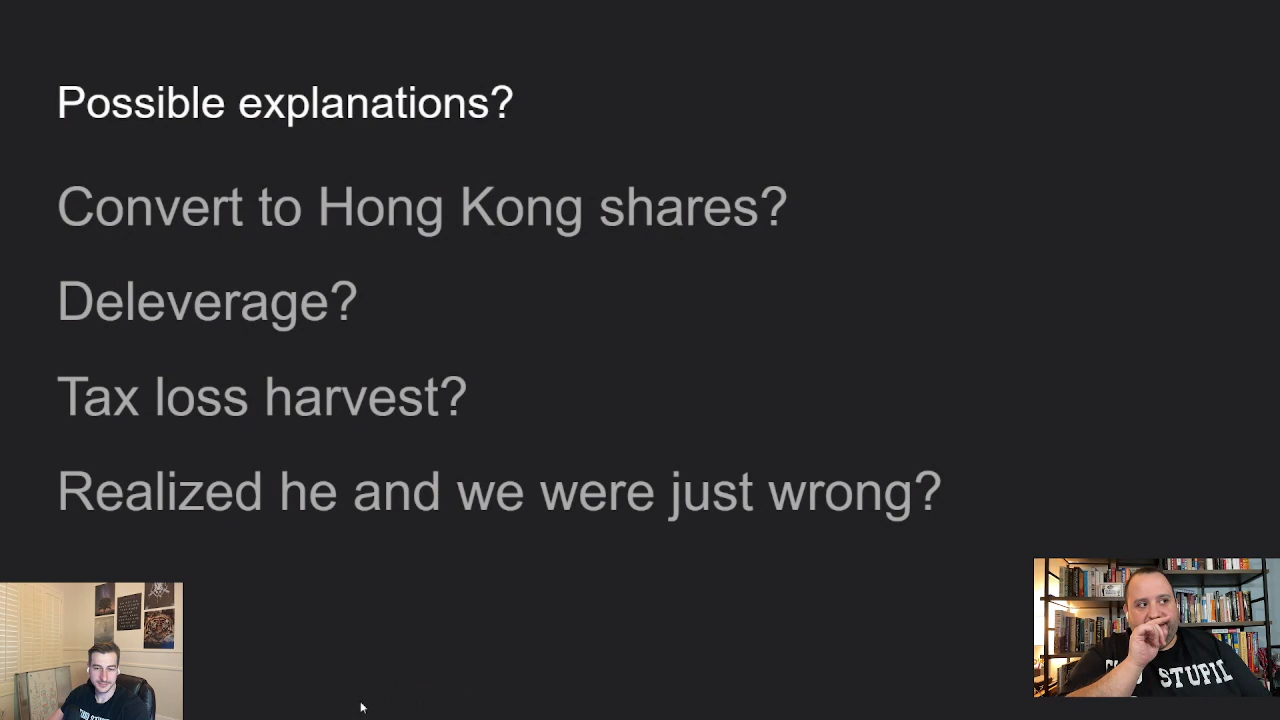 Possible explanations?
Convert to Hong Kong shares?
Deleverage?
Tax loss harvest?
Realized he and we were just wrong?